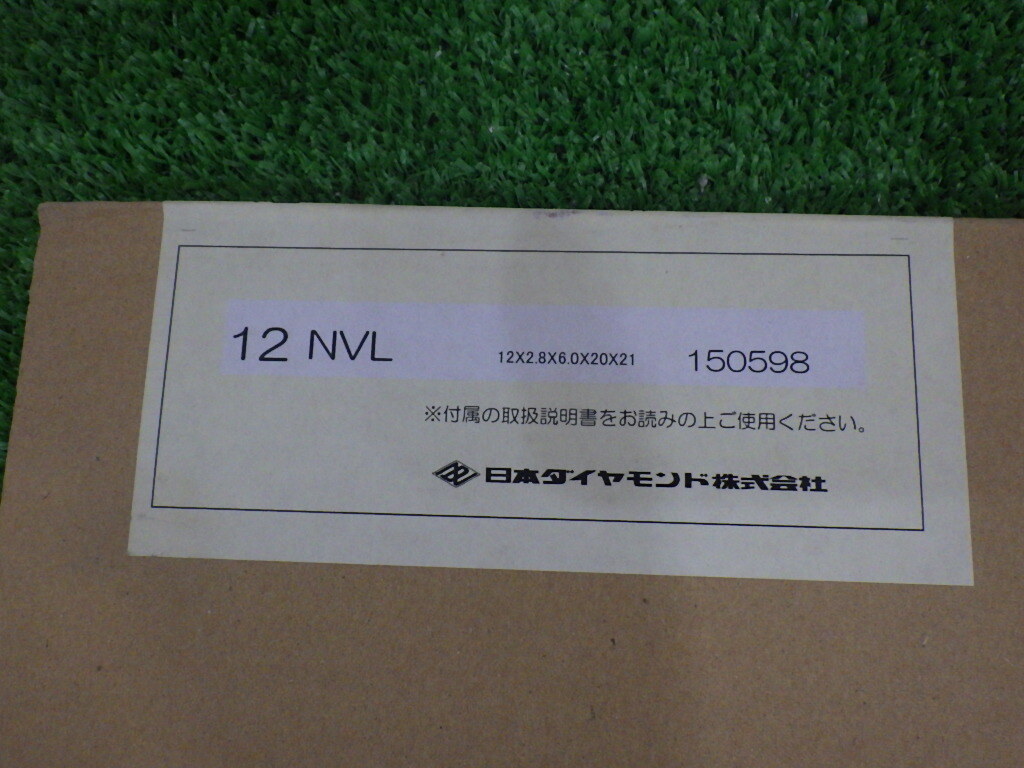 12 NVL 12X2.8X6.0X20X21 150598
※付属の取扱説明書をお読みの上ご使用ください。
日本ダイヤモンド株式会社